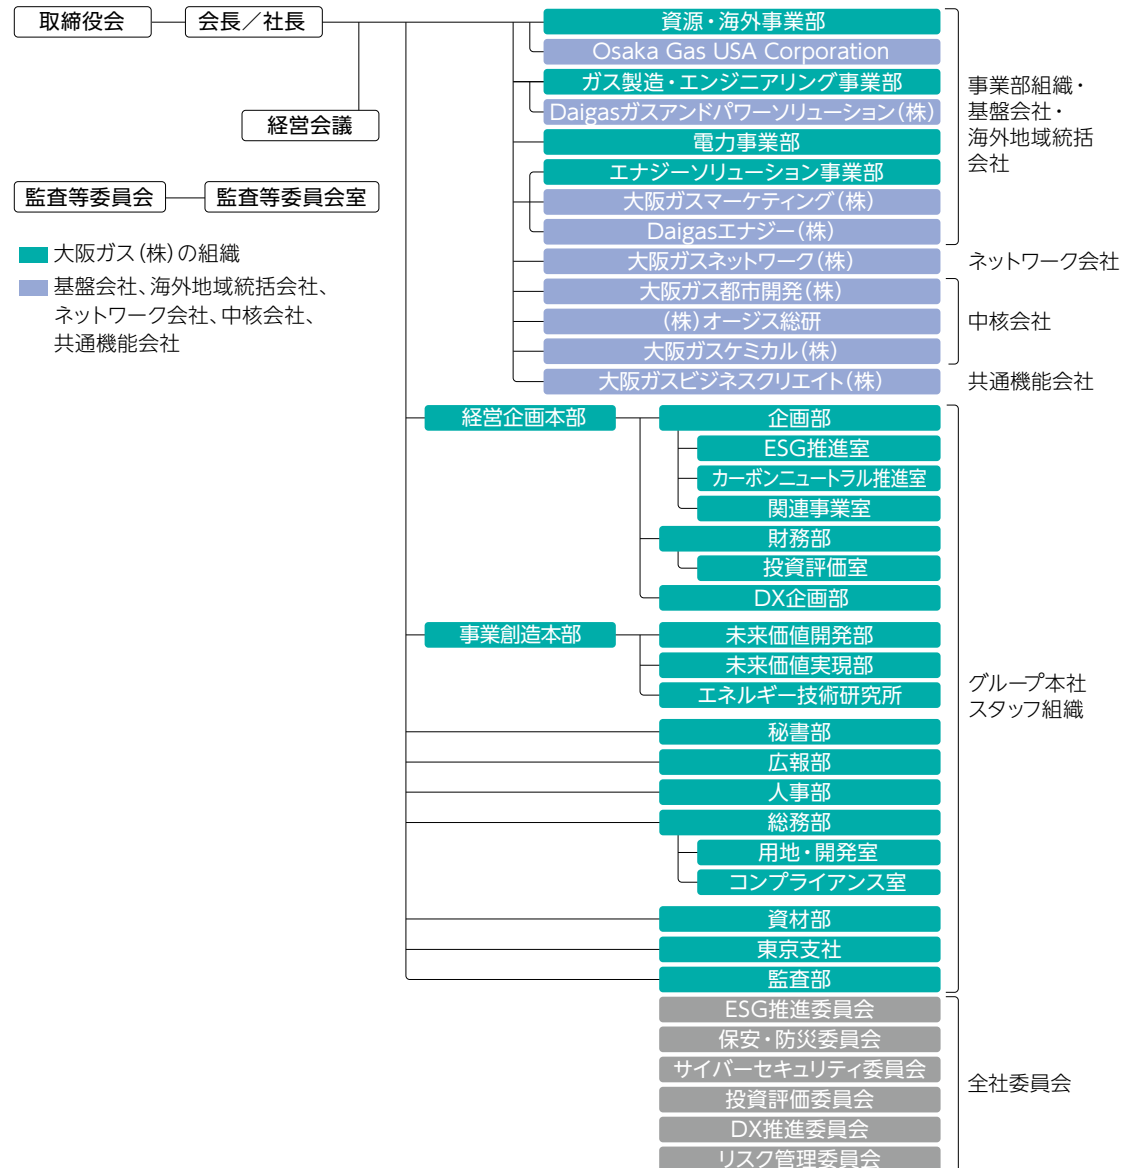 取締役会
会長／社長
経営会議
監査等委員会
監査等委員会室
大阪ガス(株)の組織
基盤会社、海外地域統括会社、
ネットワーク会社、中核会社、
共通機能会社
資源・海外事業部
Osaka Gas USA Corporation
ガス製造・エンジニアリング事業部
Daigasガスアンドパワーソリューション(株)
電力事業部
エナジーソリューション事業部
大阪ガスマーケティング(株)
Daigasエナジー(株)
事業部組織・
基盤会社・
海外地域統括
会社
大阪ガスネットワーク(株)
ネットワーク会社
大阪ガス都市開発(株)
(株)オージス総研
大阪ガスケミカル(株)
中核会社
大阪ガスビジネスクリエイト(株)
共通機能会社
経営企画本部
企画部
ESG推進室
カーボンニュートラル推進室
関連事業室
財務部
投資評価室
DX企画部
事業創造本部
未来価値開発部
未来価値実現部
エネルギー技術研究所
秘書部
広報部
人事部
総務部
用地・開発室
コンプライアンス室
資材部
東京支社
監査部
グループ本社
スタッフ組織
ESG推進委員会
保安・防災委員会
サイバーセキュリティ委員会
投資評価委員会
DX推進委員会
リスク管理委員会
全社委員会